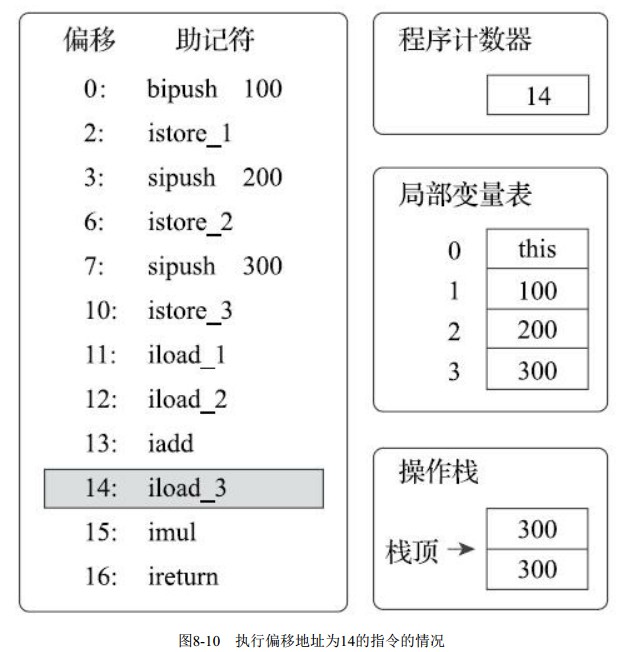 偏移 助记符
0: bipush 100
2: istore_1
3: sipush 200
6: istore_2
7: sipush 300
10: istore_3
11: iload_1
12: iload_2
13: iadd
14: iload_3
15: imul
16: ireturn
程序计数器
14
局部变量表
0 this
1 100
2 200
3 300
操作栈
栈顶
300
300
图8-10 执行偏移地址为14的指令的情况